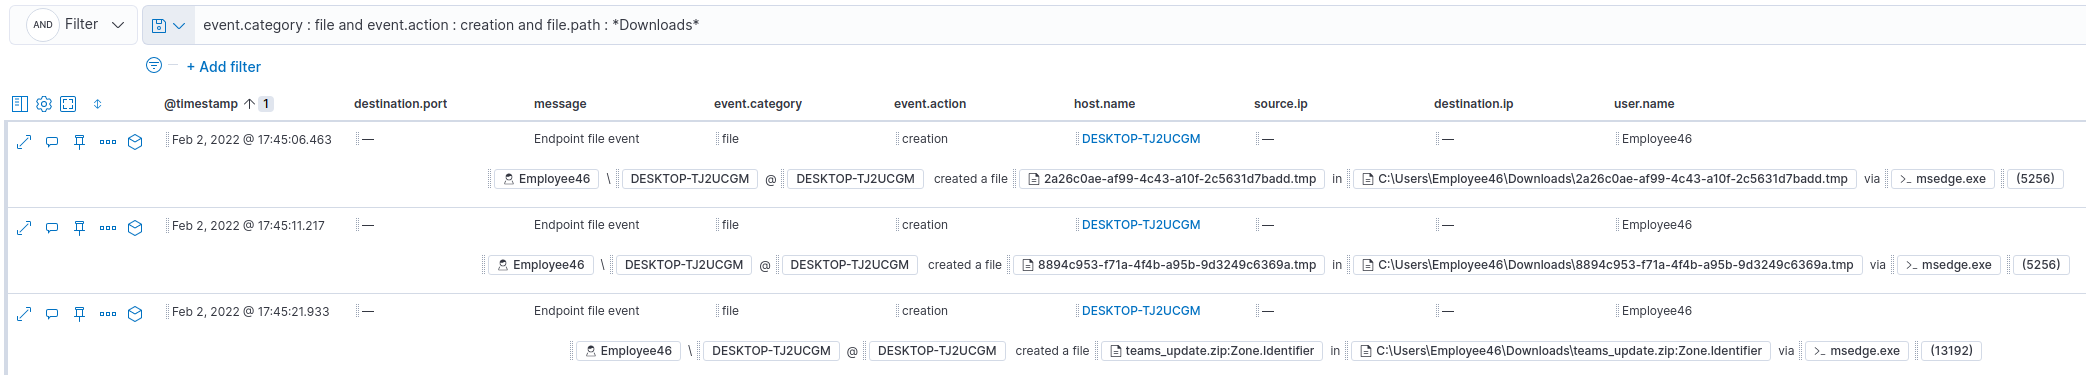 AND Filter event.category : file and event.action : creation and file.path : *Downloads*
+ Add filter
@timestamp 1 destination.port message event.category event.action host.name source.ip destination.ip user.name
Feb 2, 2022 @ 17:45:06.463 — Endpoint file event file creation DESKTOP-TJ2UCGM — — Employee46
Employee46 \ DESKTOP-TJ2UCGM @ DESKTOP-TJ2UCGM created a file 2a26c0ae-af99-4c43-a10f-2c5631d7badd.tmp in C:\Users\Employee46\Downloads\2a26c0ae-af99-4c43-a10f-2c5631d7badd.tmp via >_ msedge.exe (5256)
Feb 2, 2022 @ 17:45:11.217 — Endpoint file event file creation DESKTOP-TJ2UCGM — — Employee46
Employee46 \ DESKTOP-TJ2UCGM @ DESKTOP-TJ2UCGM created a file 8894c953-f71a-4f4b-a95b-9d3249c6369a.tmp in C:\Users\Employee46\Downloads\8894c953-f71a-4f4b-a95b-9d3249c6369a.tmp via >_ msedge.exe (5256)
Feb 2, 2022 @ 17:45:21.933 — Endpoint file event file creation DESKTOP-TJ2UCGM — — Employee46
Employee46 \ DESKTOP-TJ2UCGM @ DESKTOP-TJ2UCGM created a file teams_update.zip:Zone.Identifier in C:\Users\Employee46\Downloads\teams_update.zip:Zone.Identifier via >_ msedge.exe (13192)